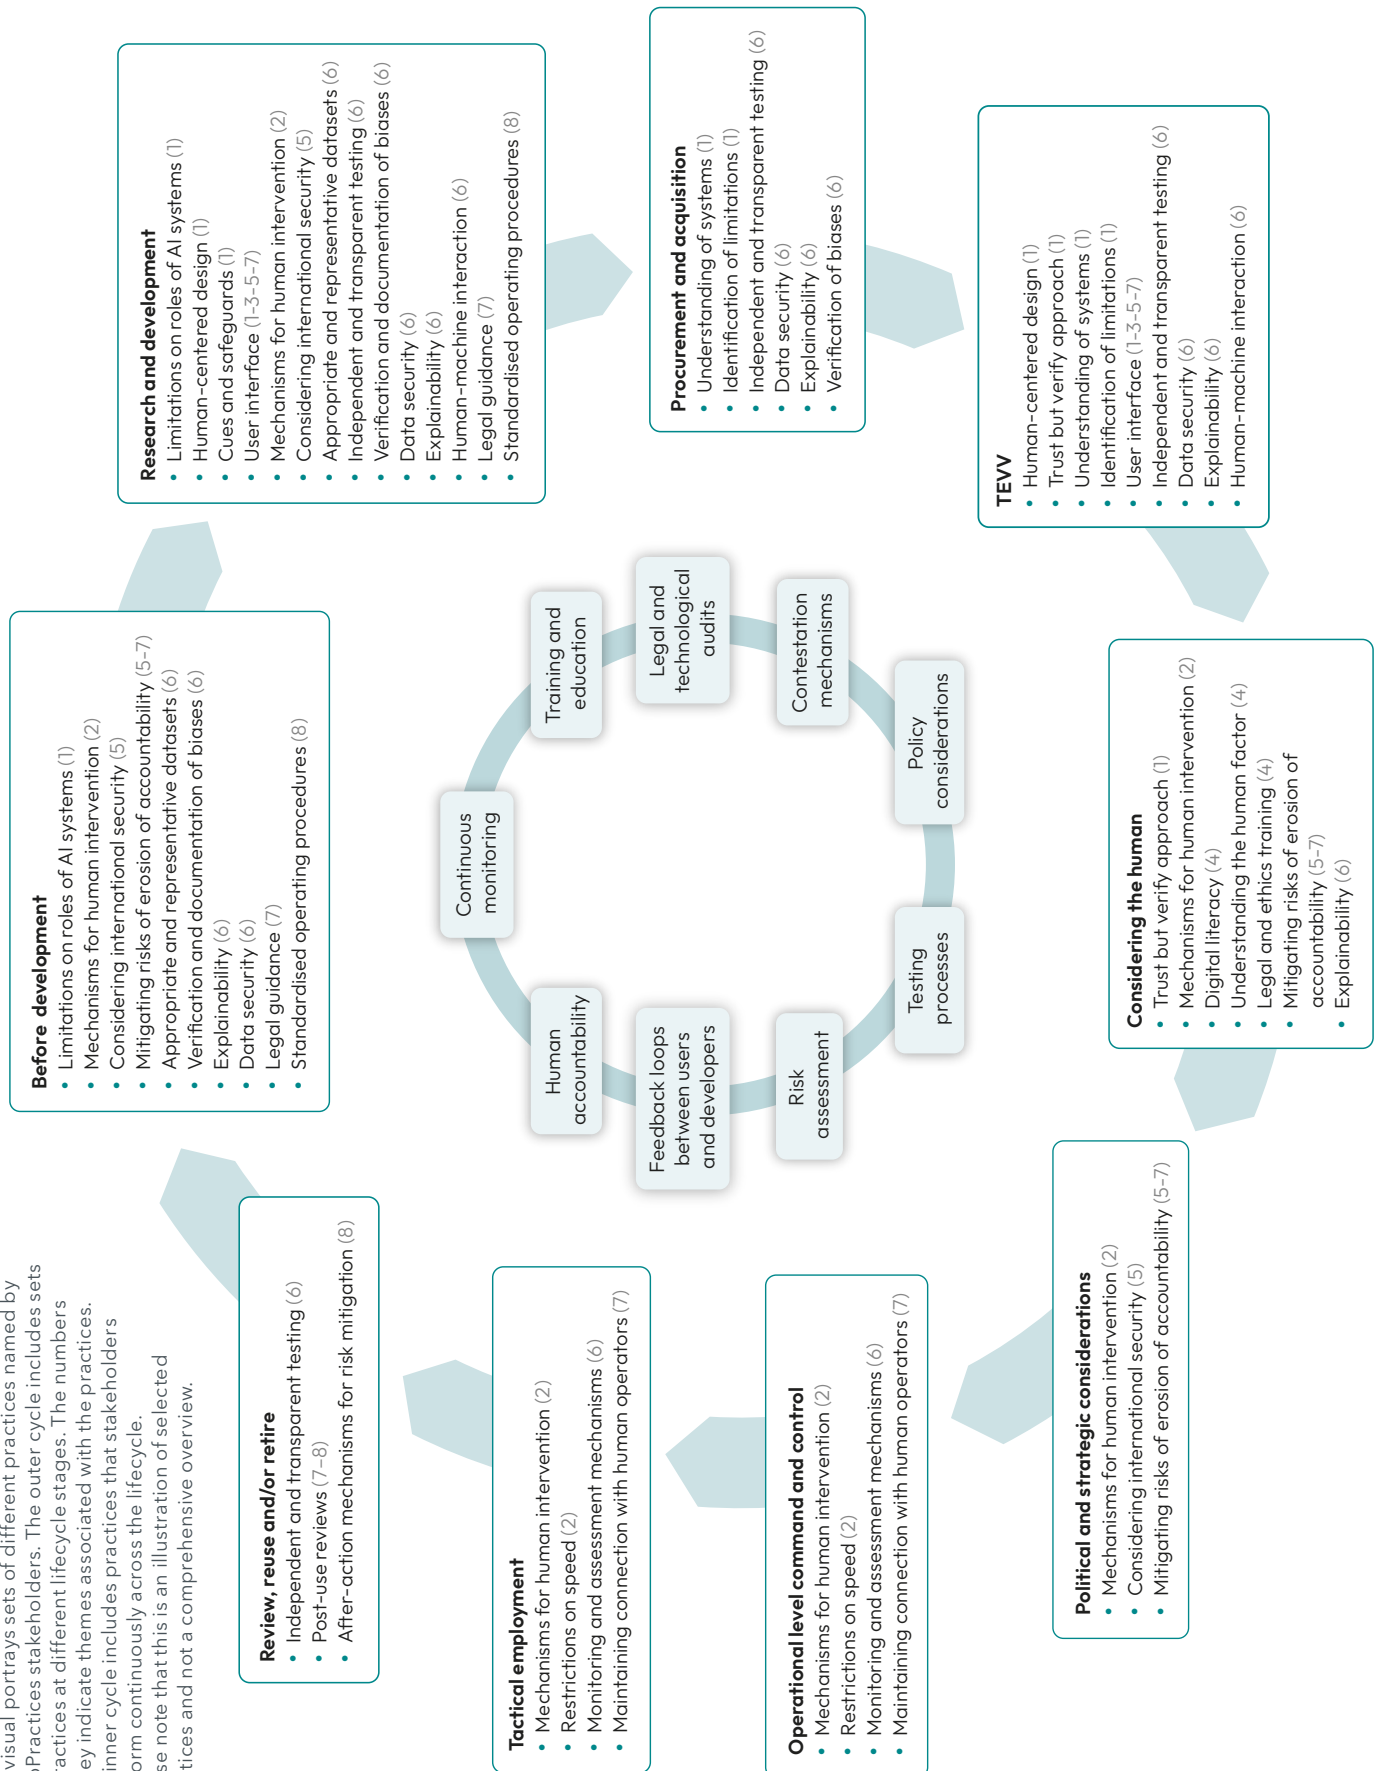 visual portrays sets of different practices named by
oPractices stakeholders. The outer cycle includes sets
ractices at different lifecycle stages. The numbers
ey indicate themes associated with the practices.
inner cycle includes practices that stakeholders
orm continuously across the lifecycle.
se note that this is an illustration of selected
tices and not a comprehensive overview.
Before development
• Limitations on roles of AI systems (1)
• Mechanisms for human intervention (2)
• Considering international security (5)
• Mitigating risks of erosion of accountability (5-7)
• Appropriate and representative datasets (6)
• Verification and documentation of biases (6)
• Explainability (6)
• Data security (6)
• Legal guidance (7)
• Standardised operating procedures (8)
Research and development
• Limitations on roles of AI systems (1)
• Human-centered design (1)
• Cues and safeguards (1)
• User interface (1-3-5-7)
• Mechanisms for human intervention (2)
• Considering international security (5)
• Appropriate and representative datasets (6)
• Independent and transparent testing (6)
• Verification and documentation of biases (6)
• Data security (6)
• Explainability (6)
• Human-machine interaction (6)
• Legal guidance (7)
• Standardised operating procedures (8)
Procurement and acquisition
• Understanding of systems (1)
• Identification of limitations (1)
• Independent and transparent testing (6)
• Data security (6)
• Explainability (6)
• Verification of biases (6)
TEVV
• Human-centered design (1)
• Trust but verify approach (1)
• Understanding of systems (1)
• Identification of limitations (1)
• User interface (1-3-5-7)
• Independent and transparent testing (6)
• Data security (6)
• Explainability (6)
• Human-machine interaction (6)
Considering the human
• Trust but verify approach (1)
• Mechanisms for human intervention (2)
• Digital literacy (4)
• Understanding the human factor (4)
• Legal and ethics training (4)
• Mitigating risks of erosion of
accountability (5-7)
• Explainability (6)
Political and strategic considerations
• Mechanisms for human intervention (2)
• Considering international security (5)
• Mitigating risks of erosion of accountability (5-7)
Operational level command and control
• Mechanisms for human intervention (2)
• Restrictions on speed (2)
• Monitoring and assessment mechanisms (6)
• Maintaining connection with human operators (7)
Tactical employment
• Mechanisms for human intervention (2)
• Restrictions on speed (2)
• Monitoring and assessment mechanisms (6)
• Maintaining connection with human operators (7)
Review, reuse and/or retire
• Independent and transparent testing (6)
• Post-use reviews (7-8)
• After-action mechanisms for risk mitigation (8)
Continuous
monitoring
Training and
education
Legal and
technological
audits
Contestation
mechanisms
Policy
considerations
Testing
processes
Risk
assessment
Feedback loops
between users
and developers
Human
accountability